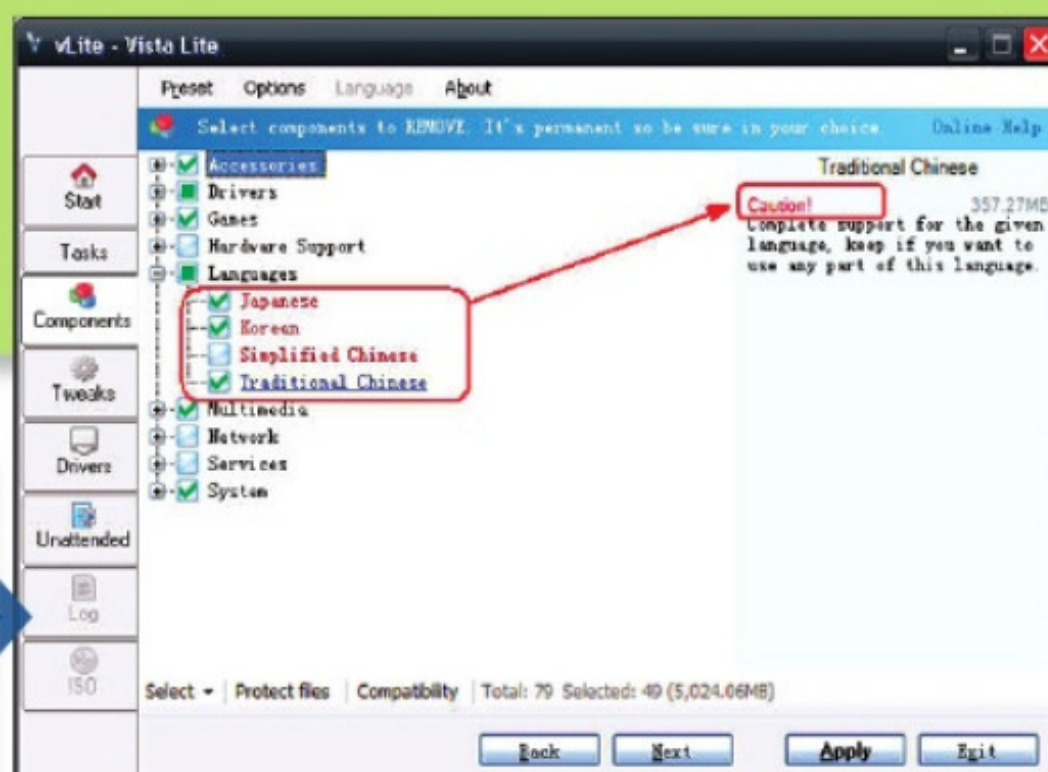 vLite - Vista Lite
Preset Options Language About
Select components to REMOVE. It's permanent so be sure in your choice. Online Help
Start
Tasks
Components
Tweaks
Drivers
Unattended
Log
ISO
Accessories
Drivers
Games
Hardware Support
Languages
Japanese
Korean
Simplified Chinese
Traditional Chinese
Multimedia
Network
Services
System
Traditional Chinese
Caution! 357.27MB
Complete support for the given
language, keep if you want to
use any part of this language.
Select Protect files Compatibility Total: 79 Selected: 49 (5,024.06MB)
Back Next Apply Exit